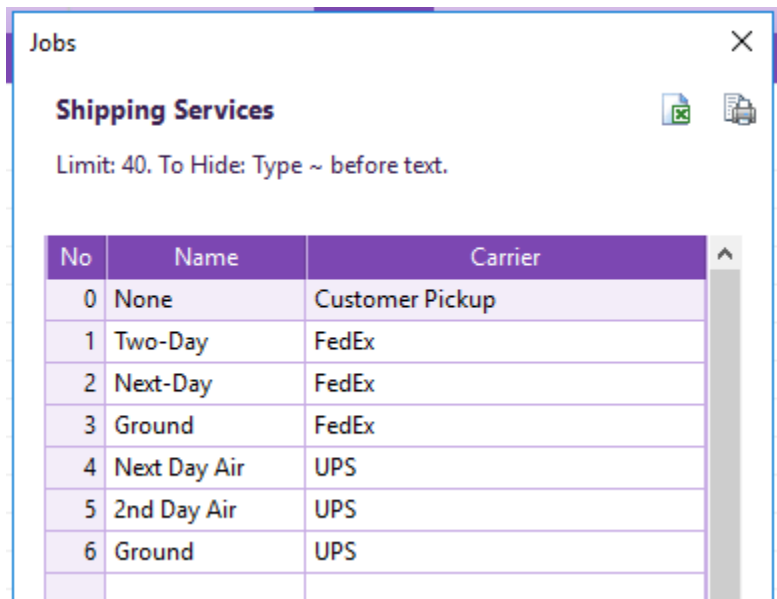 Jobs
Shipping Services
Limit: 40. To Hide: Type ~ before text.
No Name Carrier
0 None Customer Pickup
1 Two-Day FedEx
2 Next-Day FedEx
3 Ground FedEx
4 Next Day Air UPS
5 2nd Day Air UPS
6 Ground UPS